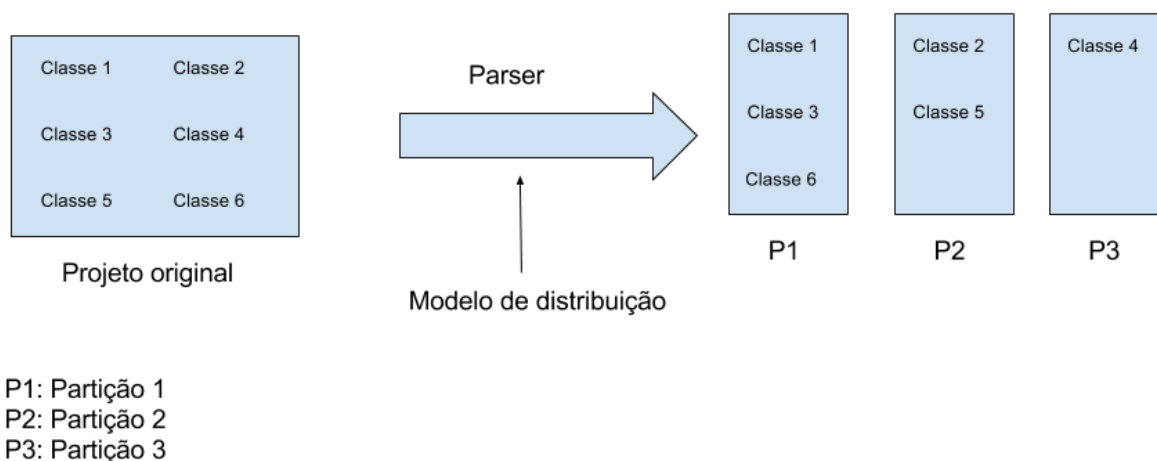 Classe 1 Classe 2
Classe 3 Classe 4
Classe 5 Classe 6
Projeto original
Parser
Modelo de distribuição
Classe 1
Classe 3
Classe 6
P1
Classe 2
Classe 5
P2
Classe 4
P3
P1: Partição 1
P2: Partição 2
P3: Partição 3